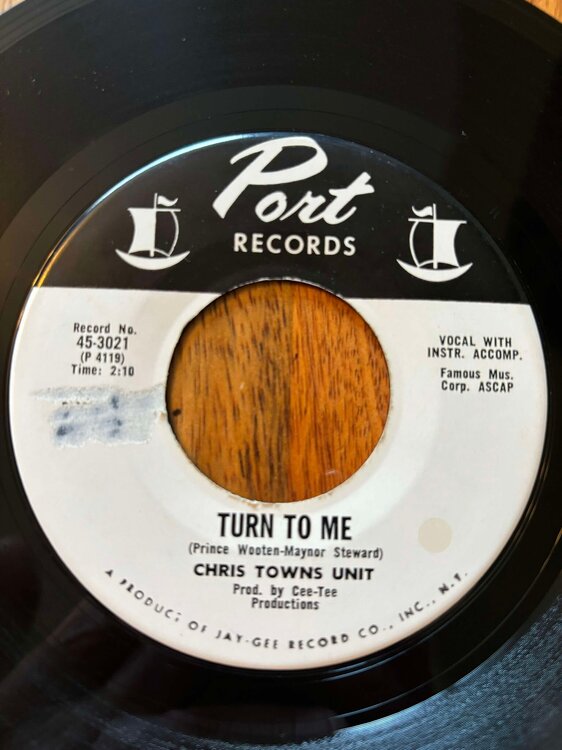 Port
RECORDS
Record No.
45-3021
(P 4119)
Time: 2:10
VOCAL WITH
INSTR. ACCOMP.
Famous Mus.
Corp. ASCAP
TURN TO ME
(Prince Wooten-Maynor Steward)
CHRIS TOWNS UNIT
Prod. by Cee-Tee
Productions
A PRODUCT OF JAY-GEE RECORD CO., INC., N.Y.